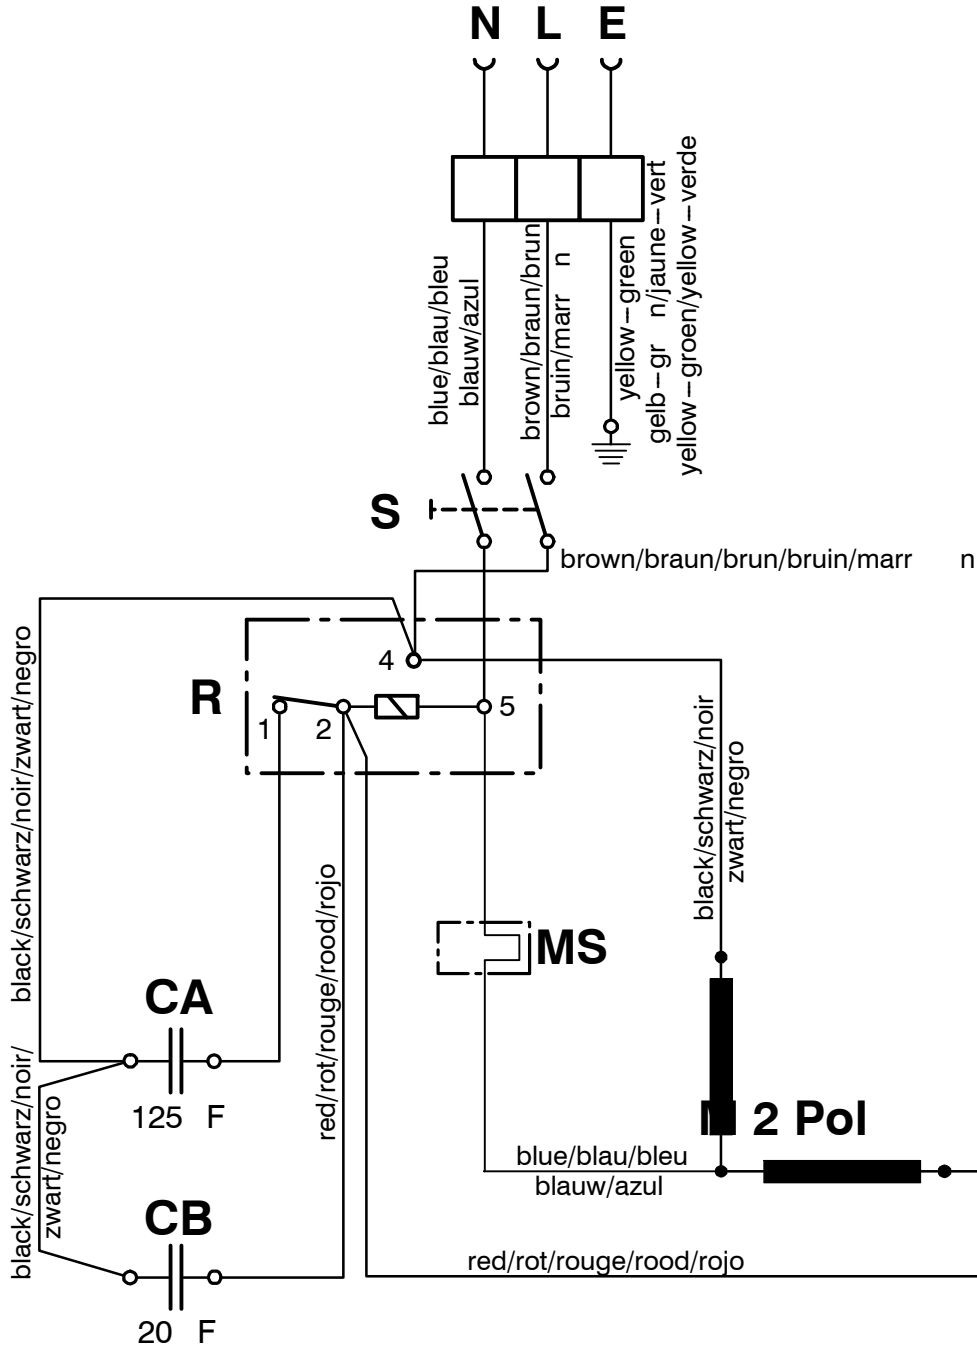 N L E
blue/blau/bleu
blauw/azul
brown/braun/brun
bruin/marr n
yellow--green
gelb--gr n/jaune--vert
yellow--groen/yellow--verde
S
brown/braun/brun/bruin/marr n
R
4
5
1
2
black/schwarz/noir/zwart/negro
black/schwarz/noir
zwart/negro
red/rot/rouge/rood/rojo
MS
CA
125 F
black/schwarz/noir/
zwart/negro
2 Pol
blue/blau/bleu
blauw/azul
CB
20 F
red/rot/rouge/rood/rojo